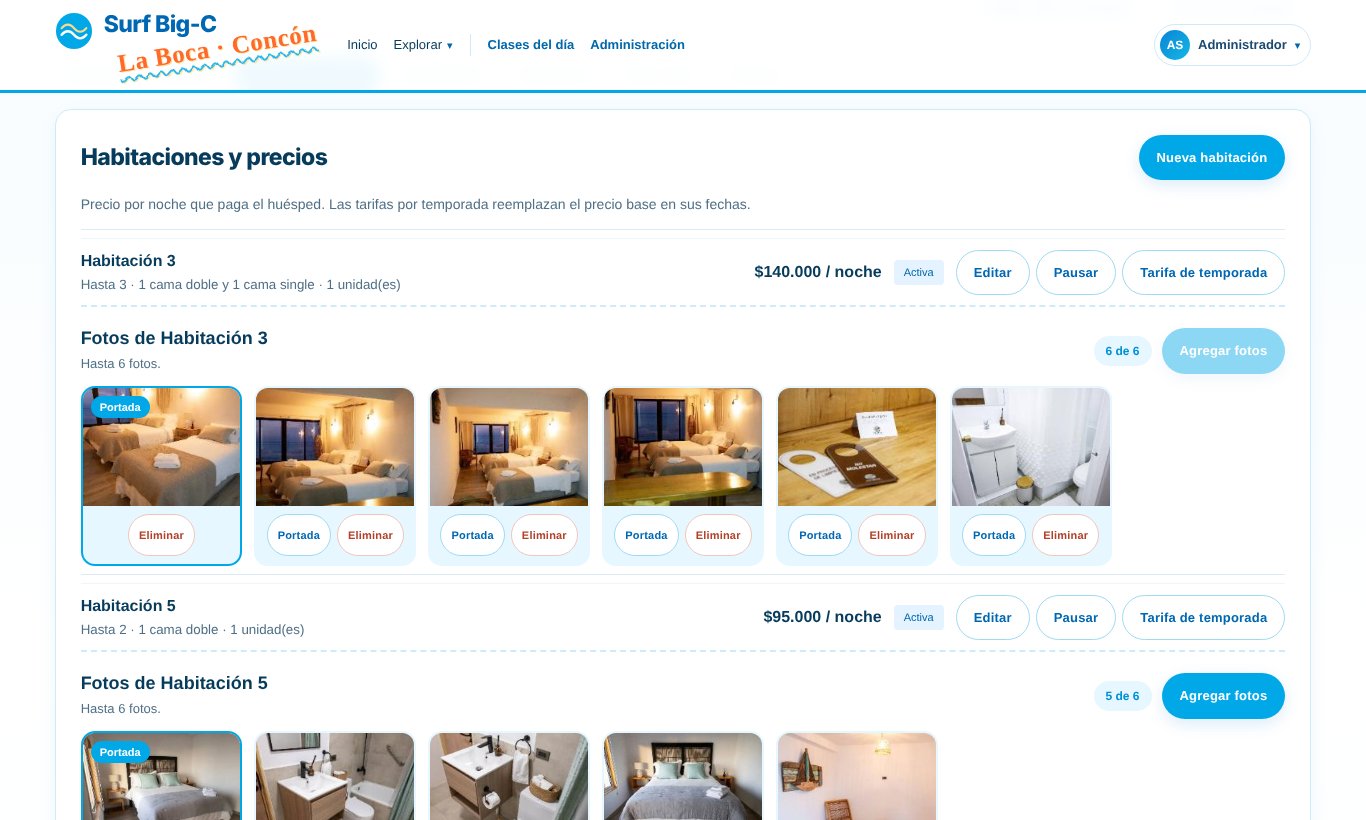 Surf Big-C
La Boca · Concón
Inicio Explorar ▾ Clases del día Administración
AS Administrador ▾
Habitaciones y precios
Nueva habitación
Precio por noche que paga el huésped. Las tarifas por temporada reemplazan el precio base en sus fechas.
Habitación 3
Hasta 3 · 1 cama doble y 1 cama single · 1 unidad(es)
$140.000 / noche Activa Editar Pausar Tarifa de temporada
Fotos de Habitación 3
Hasta 6 fotos.
6 de 6 Agregar fotos
Portada
MOLESTAR
Eliminar Portada Eliminar Portada Eliminar Portada Eliminar Portada Eliminar Portada Eliminar
Habitación 5
Hasta 2 · 1 cama doble · 1 unidad(es)
$95.000 / noche Activa Editar Pausar Tarifa de temporada
Fotos de Habitación 5
Hasta 6 fotos.
5 de 6 Agregar fotos
Portada